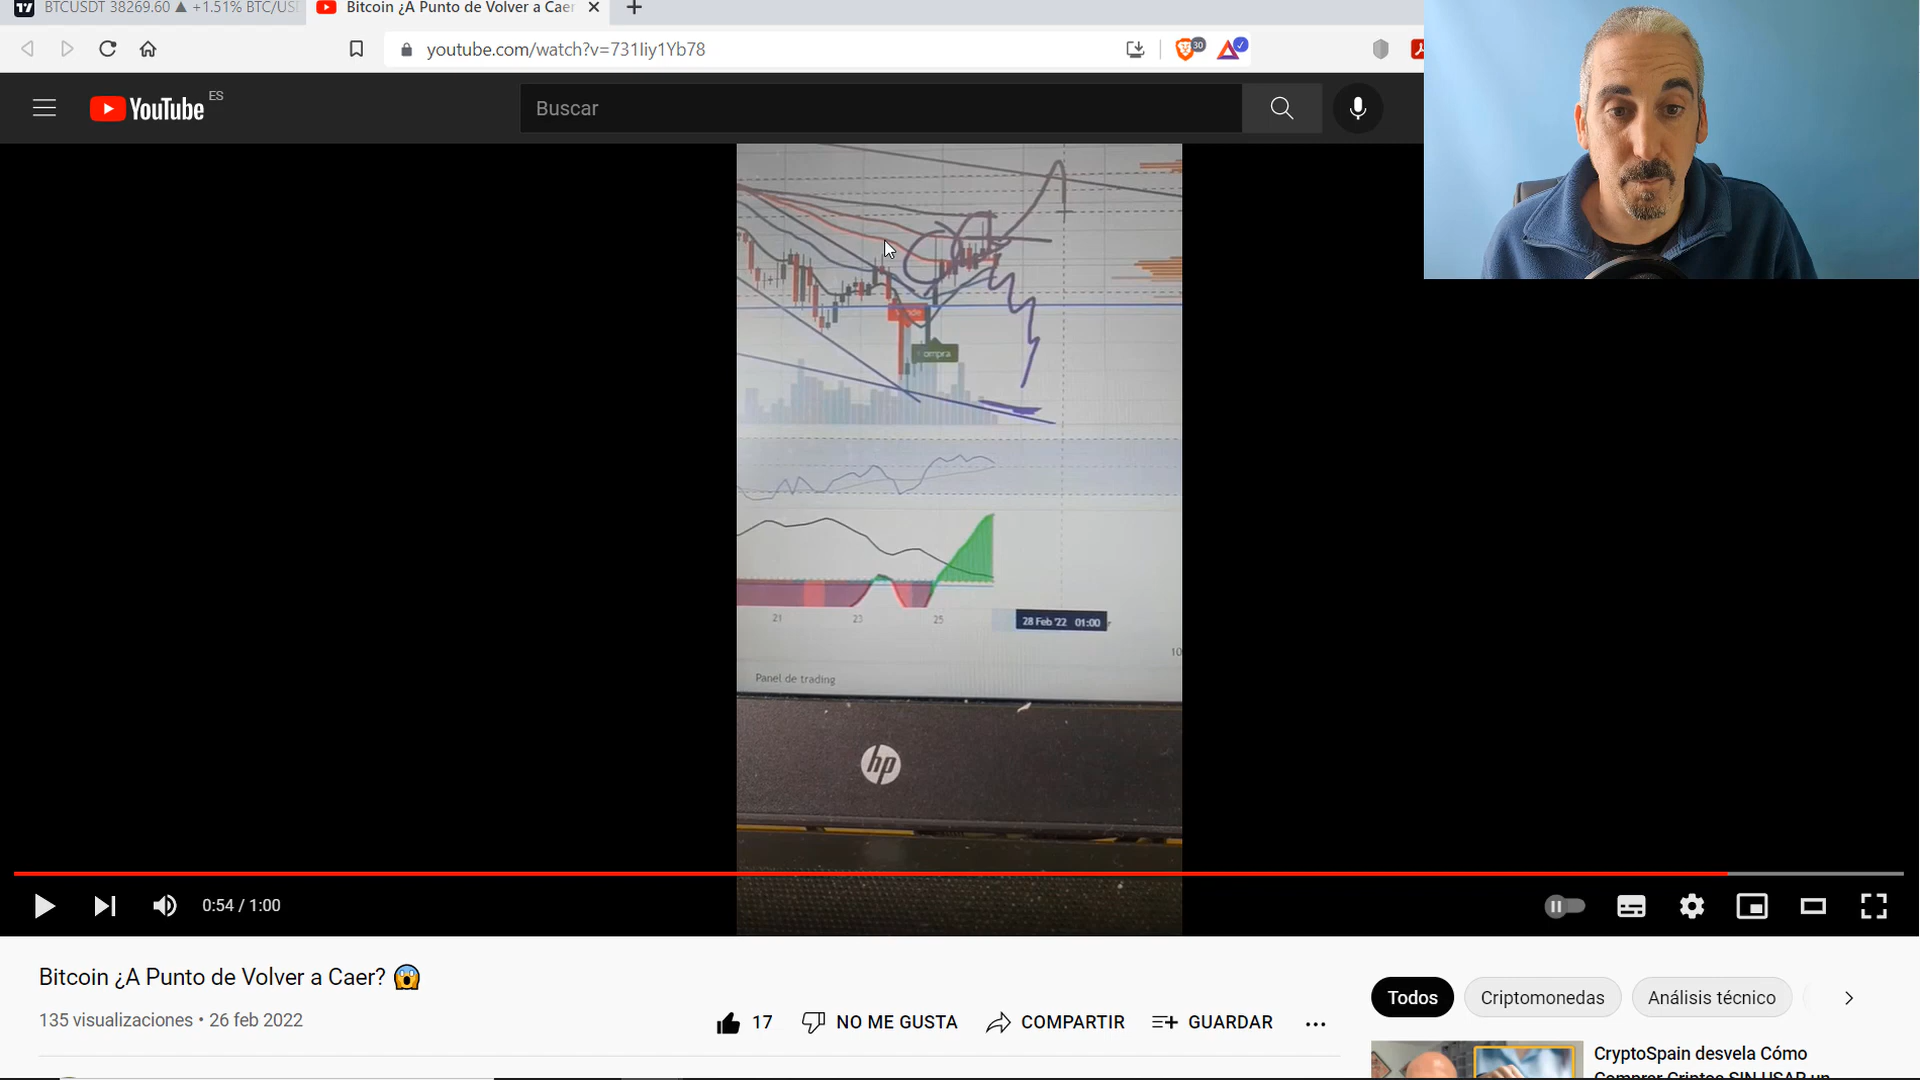 BTCUSDT 38269.60 ▲ +1.51% BTC/US
Bitcoin ¿A Punto de Volver a Caer
youtube.com/watch?v=731Iiy1Yb78
30
YouTube ES
Buscar
ompra
21 23 25
28 Feb '22 01:00
10
Panel de trading
hp
0:54 / 1:00
Bitcoin ¿A Punto de Volver a Caer? 😱
135 visualizaciones • 26 feb 2022
17 NO ME GUSTA COMPARTIR GUARDAR
Todos Criptomonedas Análisis técnico
CryptoSpain desvela Cómo